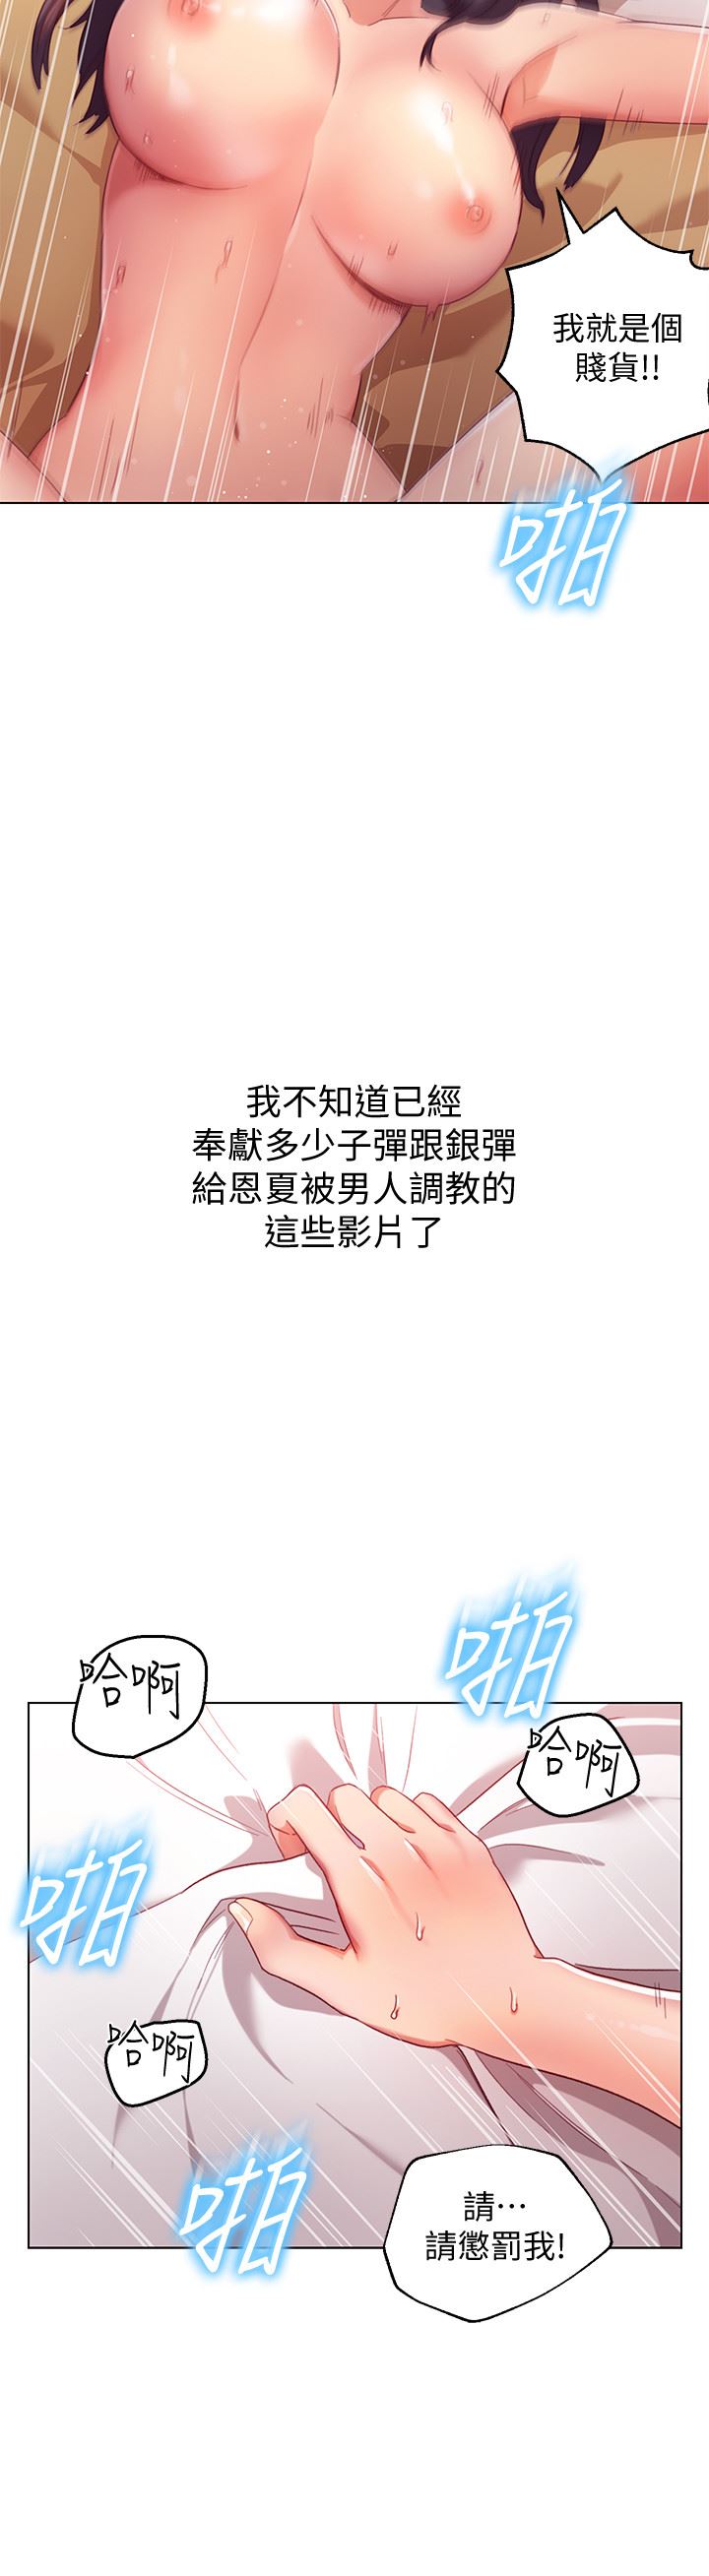 我就是個
賤貨!!
啪
我不知道已經
奉獻多少子彈跟銀彈
給恩夏被男人調教的
這些影片了
啪
哈啊
哈啊
啪
哈啊
啪
請⋯
請懲罰我!